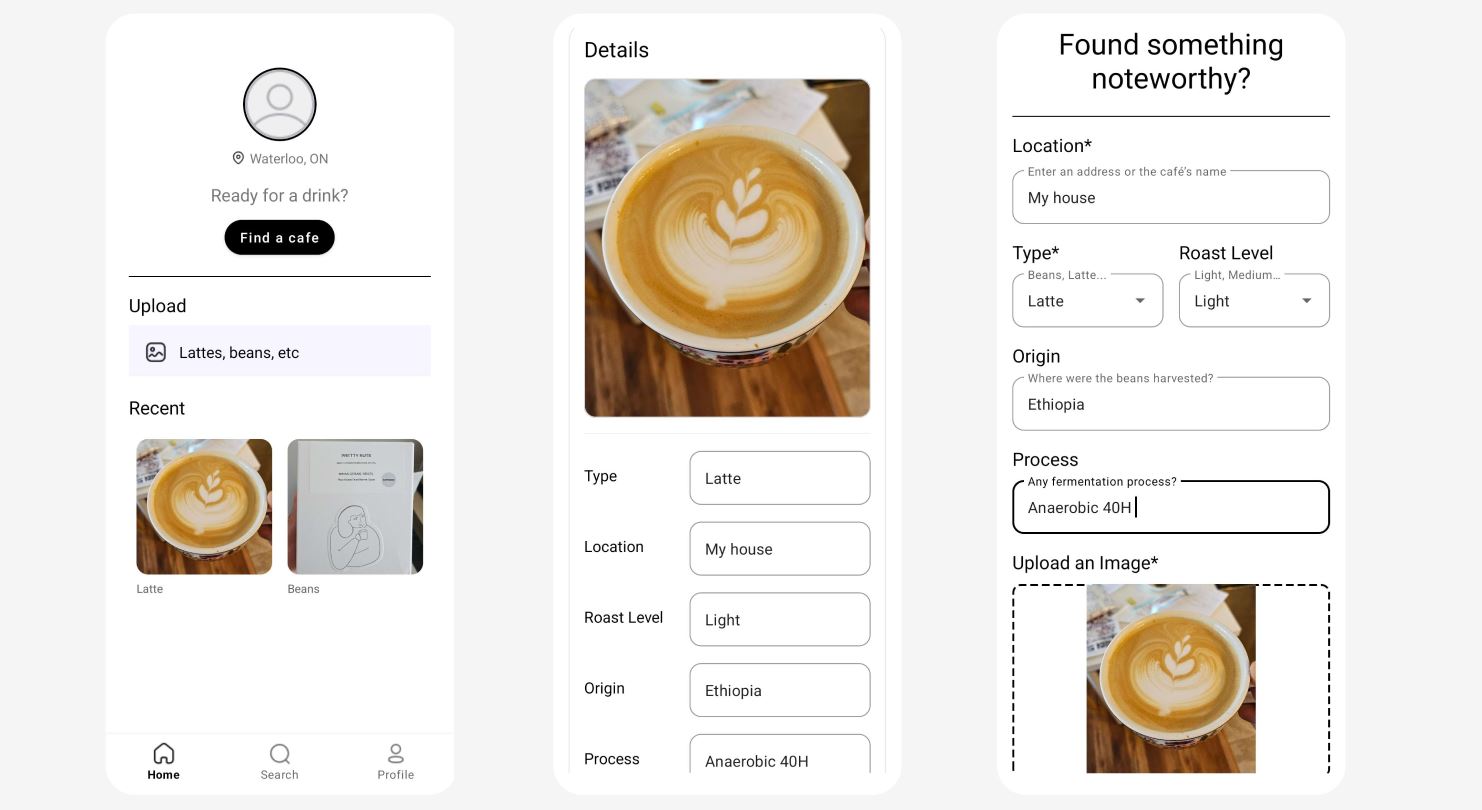 Waterloo, ON
Ready for a drink?
Find a cafe
Upload
Lattes, beans, etc
Recent
PRETTY NUTS
Latte
Beans
Home
Search
Profile
Details
Type
Latte
Location
My house
Roast Level
Light
Origin
Ethiopia
Process
Anaerobic 40H
Found something
noteworthy?
Location*
Enter an address or the café's name
My house
Type*
Roast Level
Beans, Latte...
Light, Medium...
Latte
Light
Origin
Where were the beans harvested?
Ethiopia
Process
Any fermentation process?
Anaerobic 40H
Upload an Image*